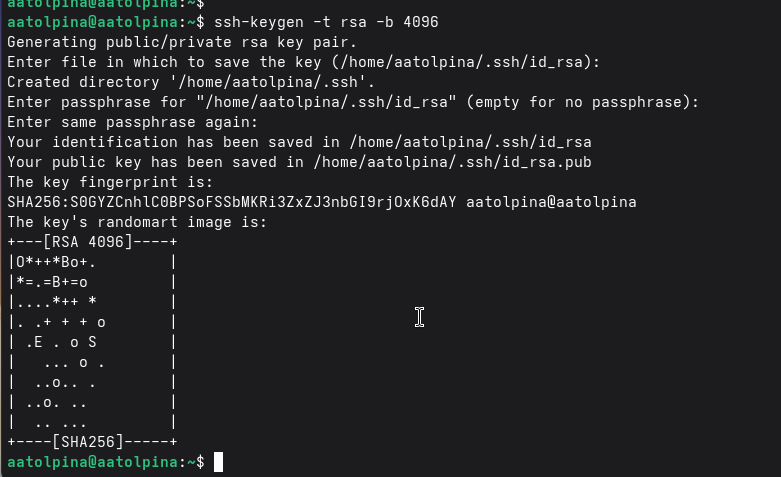 aatolpina@aatolpina:~$
aatolpina@aatolpina:~$ ssh-keygen -t rsa -b 4096
Generating public/private rsa key pair.
Enter file in which to save the key (/home/aatolpina/.ssh/id_rsa):
Created directory '/home/aatolpina/.ssh'.
Enter passphrase for "/home/aatolpina/.ssh/id_rsa" (empty for no passphrase):
Enter same passphrase again:
Your identification has been saved in /home/aatolpina/.ssh/id_rsa
Your public key has been saved in /home/aatolpina/.ssh/id_rsa.pub
The key fingerprint is:
SHA256:S0GYZCnhlC0BPSoFSSbMKRi3ZxZJ3nbGI9rjOxK6dAY aatolpina@aatolpina
The key's randomart image is:
+---[RSA 4096]----+
|O*++*Bo+.        |
|*=.=B+=o         |
|....*++ *        |
|. .+ + + o       |
| .E . o S        |
|   ... o .       |
|  ..o.. .        |
| ..o. ..         |
|  .. ...         |
+----[SHA256]-----+
aatolpina@aatolpina:~$